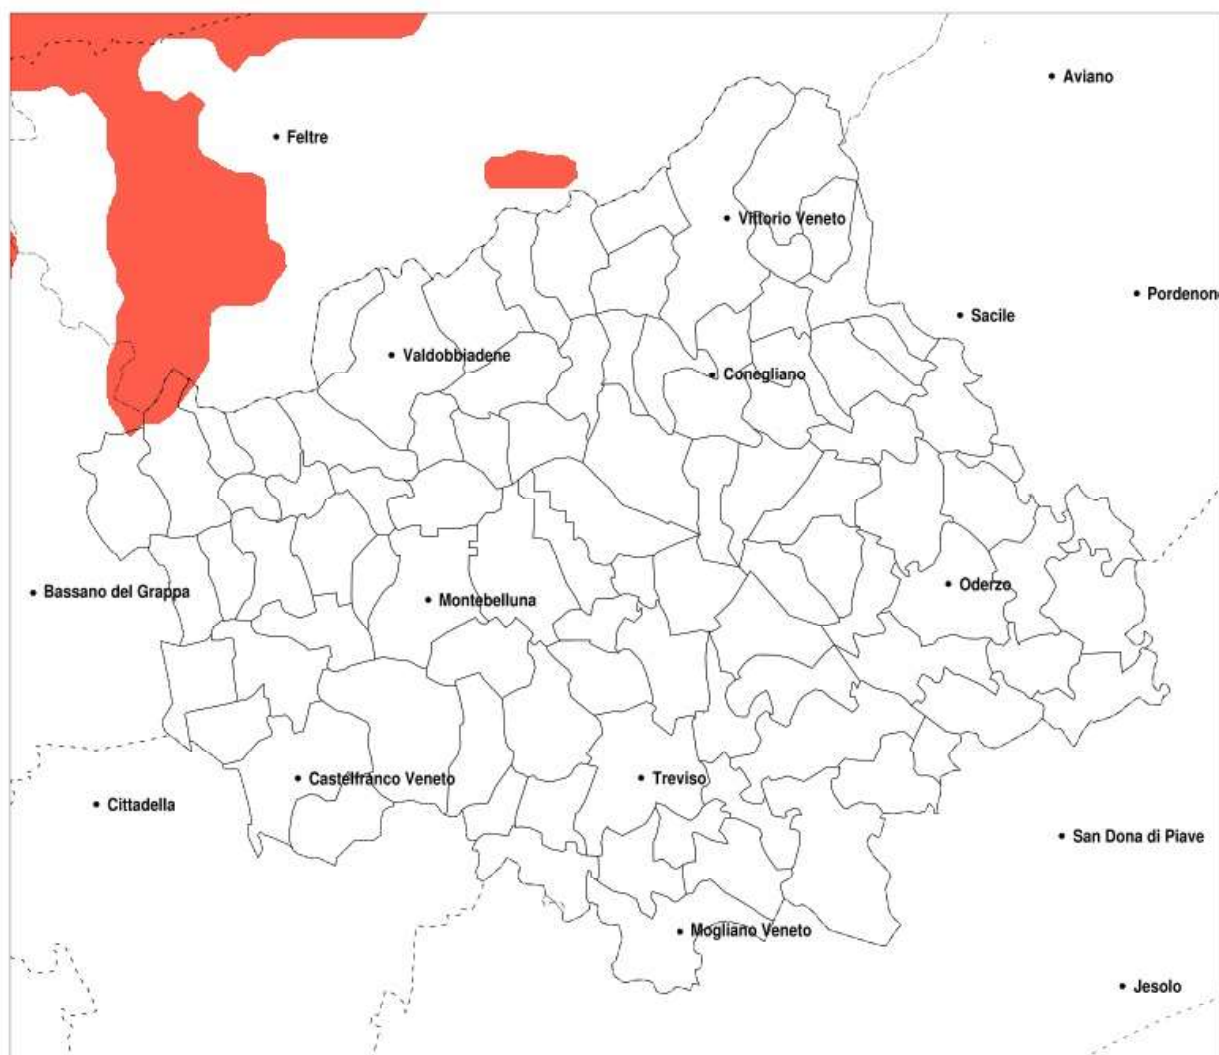 Aviano
Feltre
Vittorio Veneto
Pordenone
Sacile
Valdobbiadene
Conegliano
Bassano del Grappa
Oderzo
Montebelluna
Castelfranco Veneto
Treviso
Cittadella
San Dona di Piave
Mogliano Veneto
Jesolo